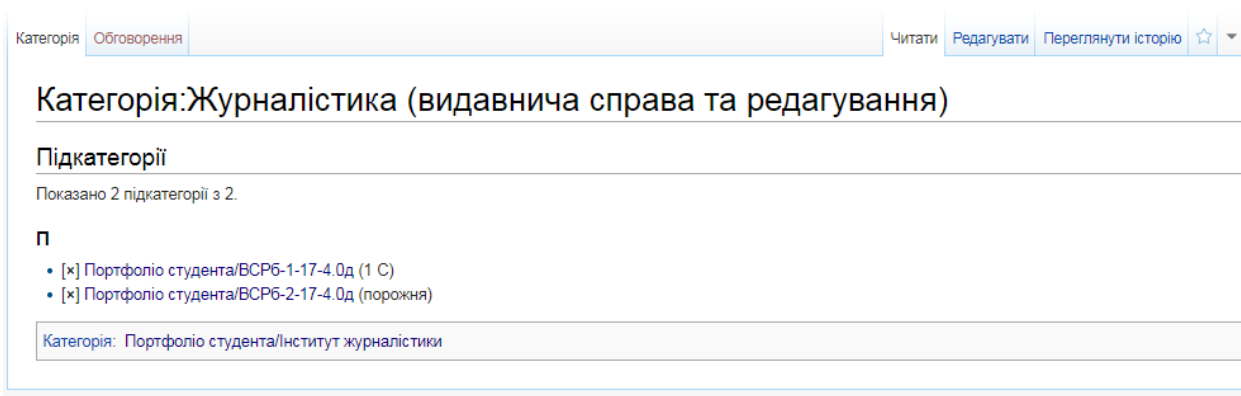 Категорія Обговорення Читати Редагувати Переглянути історію
Категорія:Журналістика (видавнича справа та редагування)
Підкатегорії
Показано 2 підкатегорії з 2.
П
[×] Портфоліо студента/ВСРб-1-17-4.0д (1 С)
[×] Портфоліо студента/ВСРб-2-17-4.0д (порожня)
Категорія: Портфоліо студента/Інститут журналістики